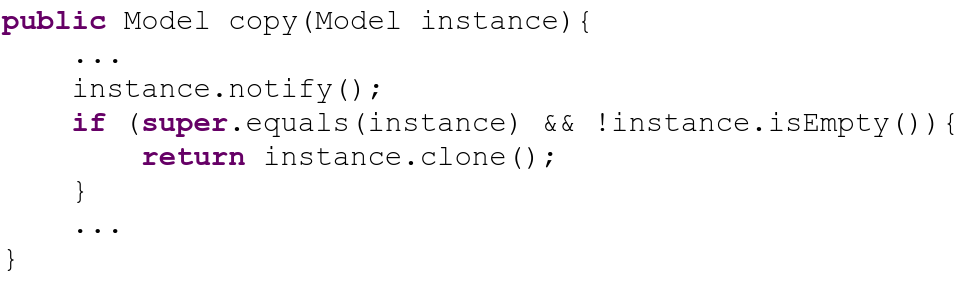 public Model copy(Model instance){
    ...
    instance.notify();
    if (super.equals(instance) && !instance.isEmpty()){
        return instance.clone();
    }
    ...
}